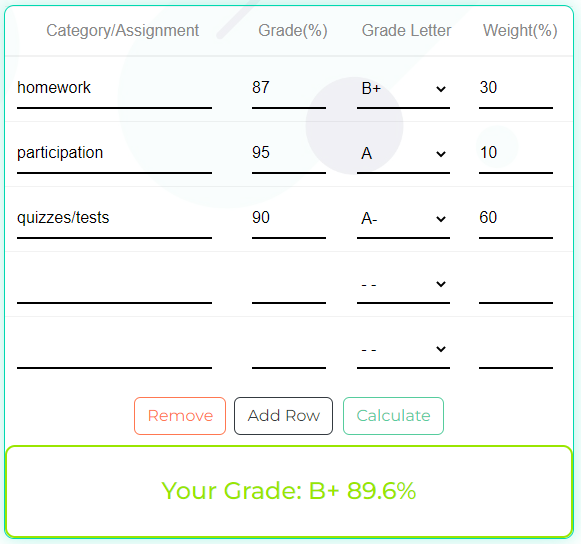 Category/Assignment Grade(%) Grade Letter Weight(%)
homework 87 B+ 30
participation 95 A 10
quizzes/tests 90 A- 60
- -
- -
Remove Add Row Calculate
Your Grade: B+ 89.6%